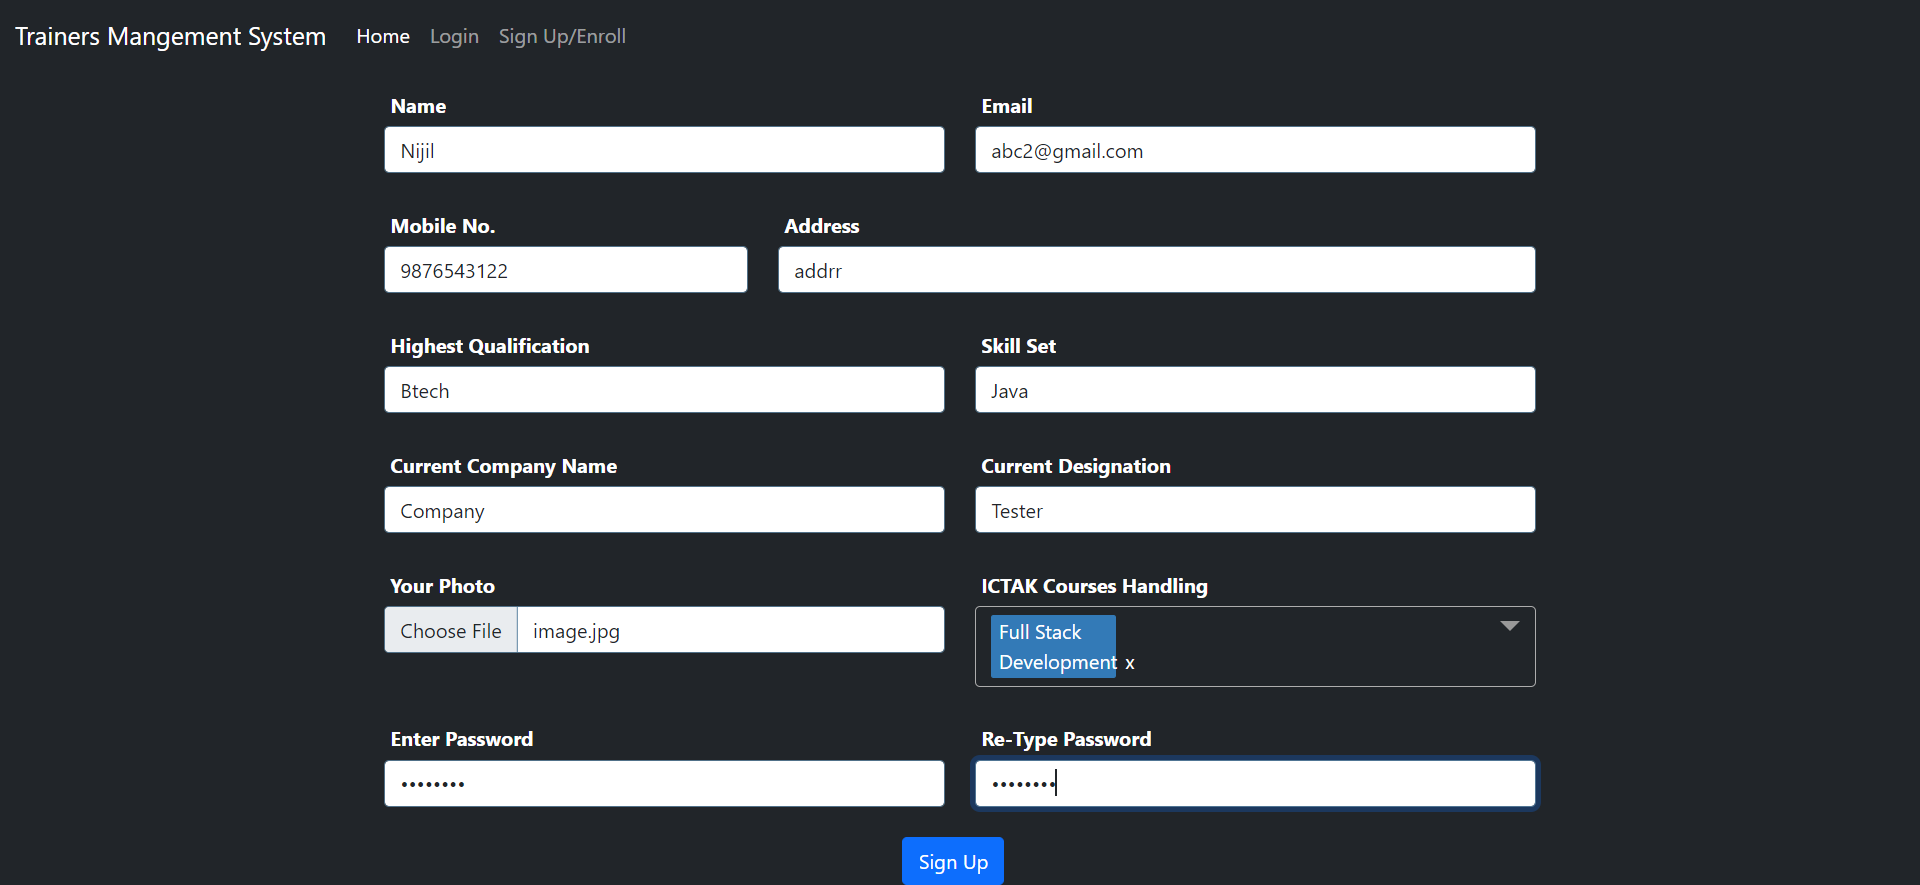 Trainers Mangement System Home Login Sign Up/Enroll
Name Email
Nijil abc2@gmail.com
Mobile No. Address
9876543122 addrr
Highest Qualification Skill Set
Btech Java
Current Company Name Current Designation
Company Tester
Your Photo ICTAK Courses Handling
Choose File image.jpg Full Stack
Development x
Enter Password Re-Type Password
•••••••• ••••••••
Sign Up